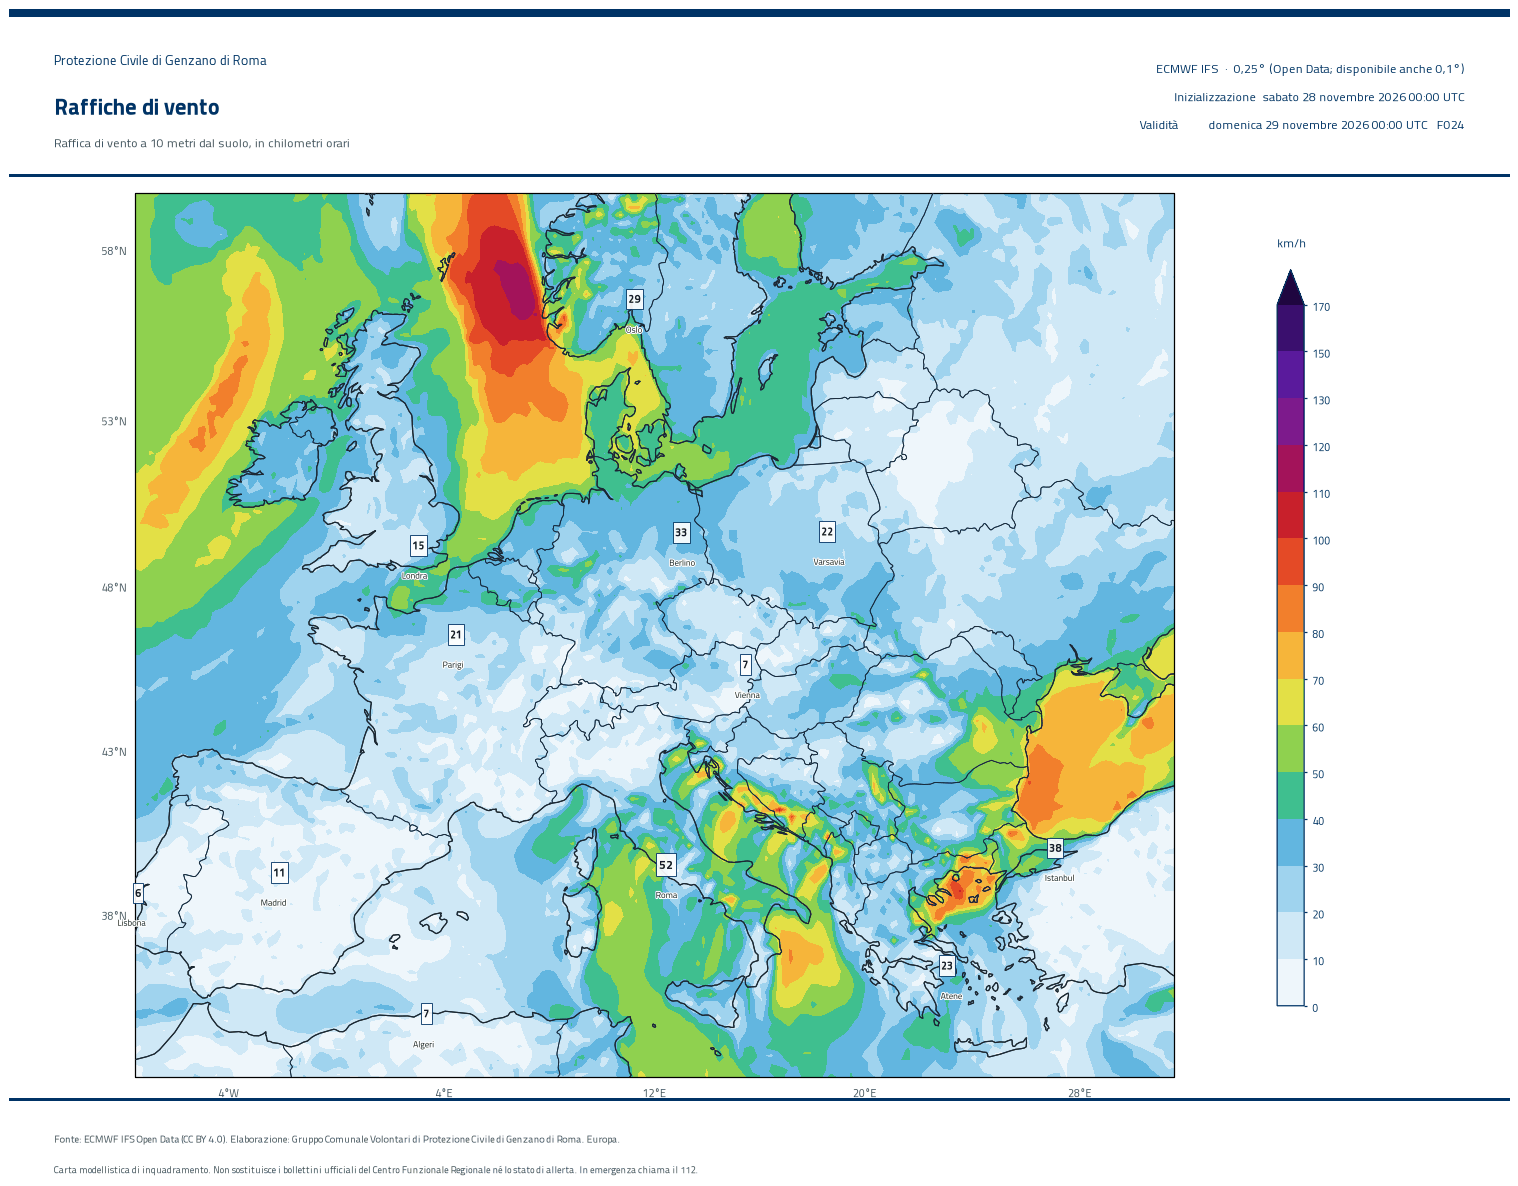 Protezione Civile di Genzano di Roma
Raffiche di vento
Raffica di vento a 10 metri dal suolo, in chilometri orari
ECMWF IFS · 0,25° (Open Data; disponibile anche 0,1°)
Inizializzazione sabato 28 novembre 2026 00:00 UTC
Validità domenica 29 novembre 2026 00:00 UTC F024
km/h
170
150
130
120
110
100
90
80
70
60
50
40
30
20
10
0
58°N
53°N
48°N
43°N
38°N
4°W
4°E
12°E
20°E
28°E
29
Oslo
15
Londra
33
Berlino
22
Varsavia
21
Parigi
7
Vienna
11
Madrid
6
Lisbona
52
Roma
38
Istanbul
23
Atene
7
Algeri
Fonte: ECMWF IFS Open Data (CC BY 4.0). Elaborazione: Gruppo Comunale Volontari di Protezione Civile di Genzano di Roma. Europa.
Carta modellistica di inquadramento. Non sostituisce i bollettini ufficiali del Centro Funzionale Regionale né lo stato di allerta. In emergenza chiama il 112.